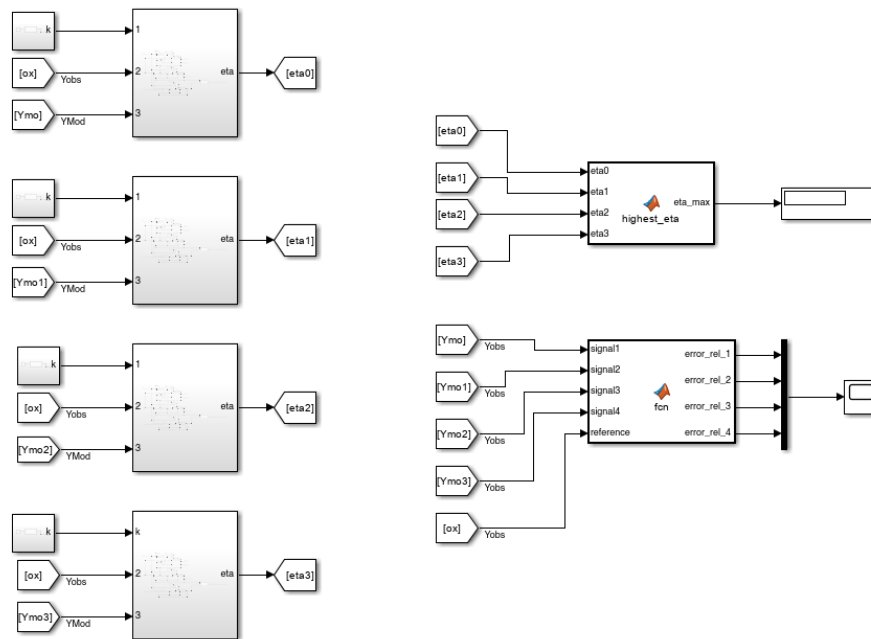 k
1
[ox]
Yobs
2
eta
[eta0]
[Ymo]
YMod
3
k
1
[ox]
Yobs
2
eta
[eta1]
[Ymo1]
YMod
3
k
1
[ox]
Yobs
2
eta
[eta2]
[Ymo2]
YMod
3
k
k
[ox]
Yobs
2
eta
[eta3]
[Ymo3]
YMod
3
[eta0]
[eta1]
[eta2]
[eta3]
eta0
eta1
eta2
eta3
highest_eta
eta_max
[Ymo]
Yobs
[Ymo1]
Yobs
[Ymo2]
Yobs
[Ymo3]
Yobs
[ox]
Yobs
signal1
signal2
signal3
signal4
reference
fcn
error_rel_1
error_rel_2
error_rel_3
error_rel_4